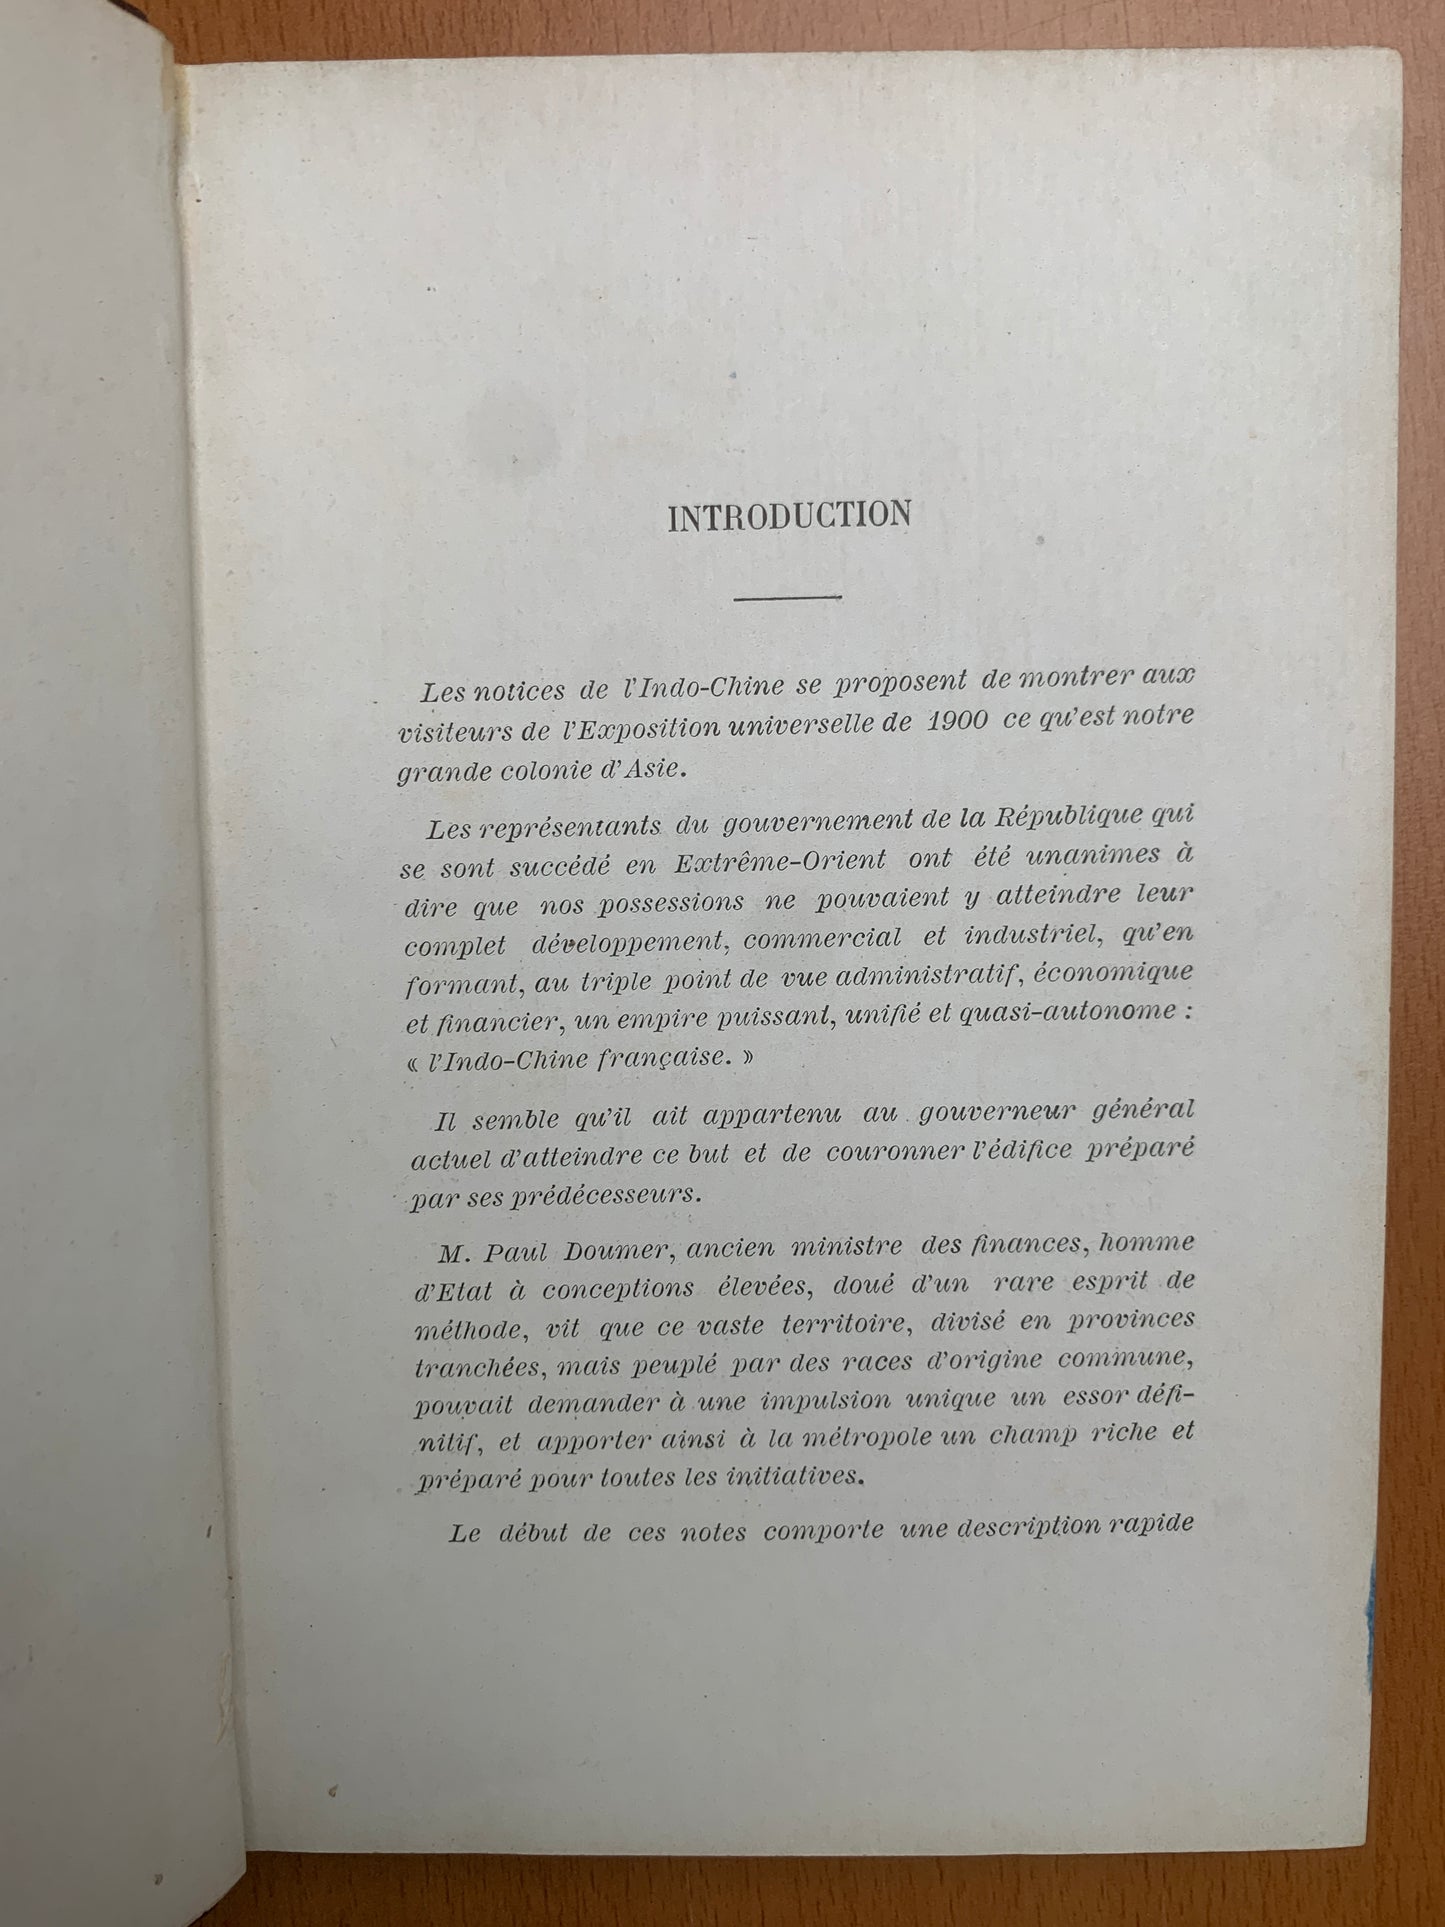 INTRODUCTION
Les notices de l'Indo-Chine se proposent de montrer aux
visiteurs de l'Exposition universelle de 1900 ce qu'est notre
grande colonie d'Asie.
Les représentants du gouvernement de la République qui
se sont succédé en Extrême-Orient ont été unanimes à
dire que nos possessions ne pouvaient y atteindre leur
complet développement, commercial et industriel, qu'en
formant, au triple point de vue administratif, économique
et financier, un empire puissant, unifié et quasi-autonome :
« l'Indo-Chine française. »
Il semble qu'il ait appartenu au gouverneur général
actuel d'atteindre ce but et de couronner l'édifice préparé
par ses prédécesseurs.
M. Paul Doumer, ancien ministre des finances, homme
d'Etat à conceptions élevées, doué d'un rare esprit de
méthode, vit que ce vaste territoire, divisé en provinces
tranchées, mais peuplé par des races d'origine commune,
pouvait demander à une impulsion unique un essor défi-
nitif, et apporter ainsi à la métropole un champ riche et
préparé pour toutes les initiatives.
Le début de ces notes comporte une description rapide